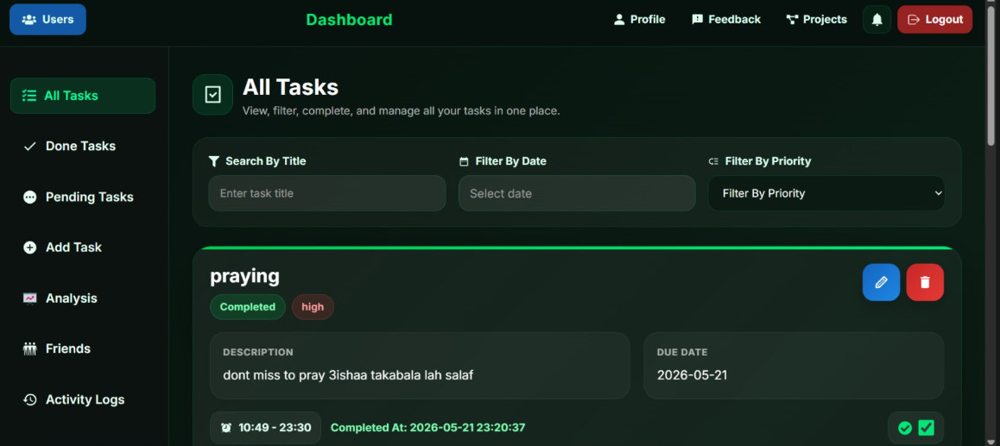 Users
Dashboard
Profile
Feedback
Projects
Logout
All Tasks
Done Tasks
Pending Tasks
Add Task
Analysis
Friends
Activity Logs
All Tasks
View, filter, complete, and manage all your tasks in one place.
Search By Title
Enter task title
Filter By Date
Select date
Filter By Priority
Filter By Priority
praying
Completed
high
DESCRIPTION
dont miss to pray 3ishaa takabala lah salaf
DUE DATE
2026-05-21
10:49 - 23:30
Completed At: 2026-05-21 23:20:37